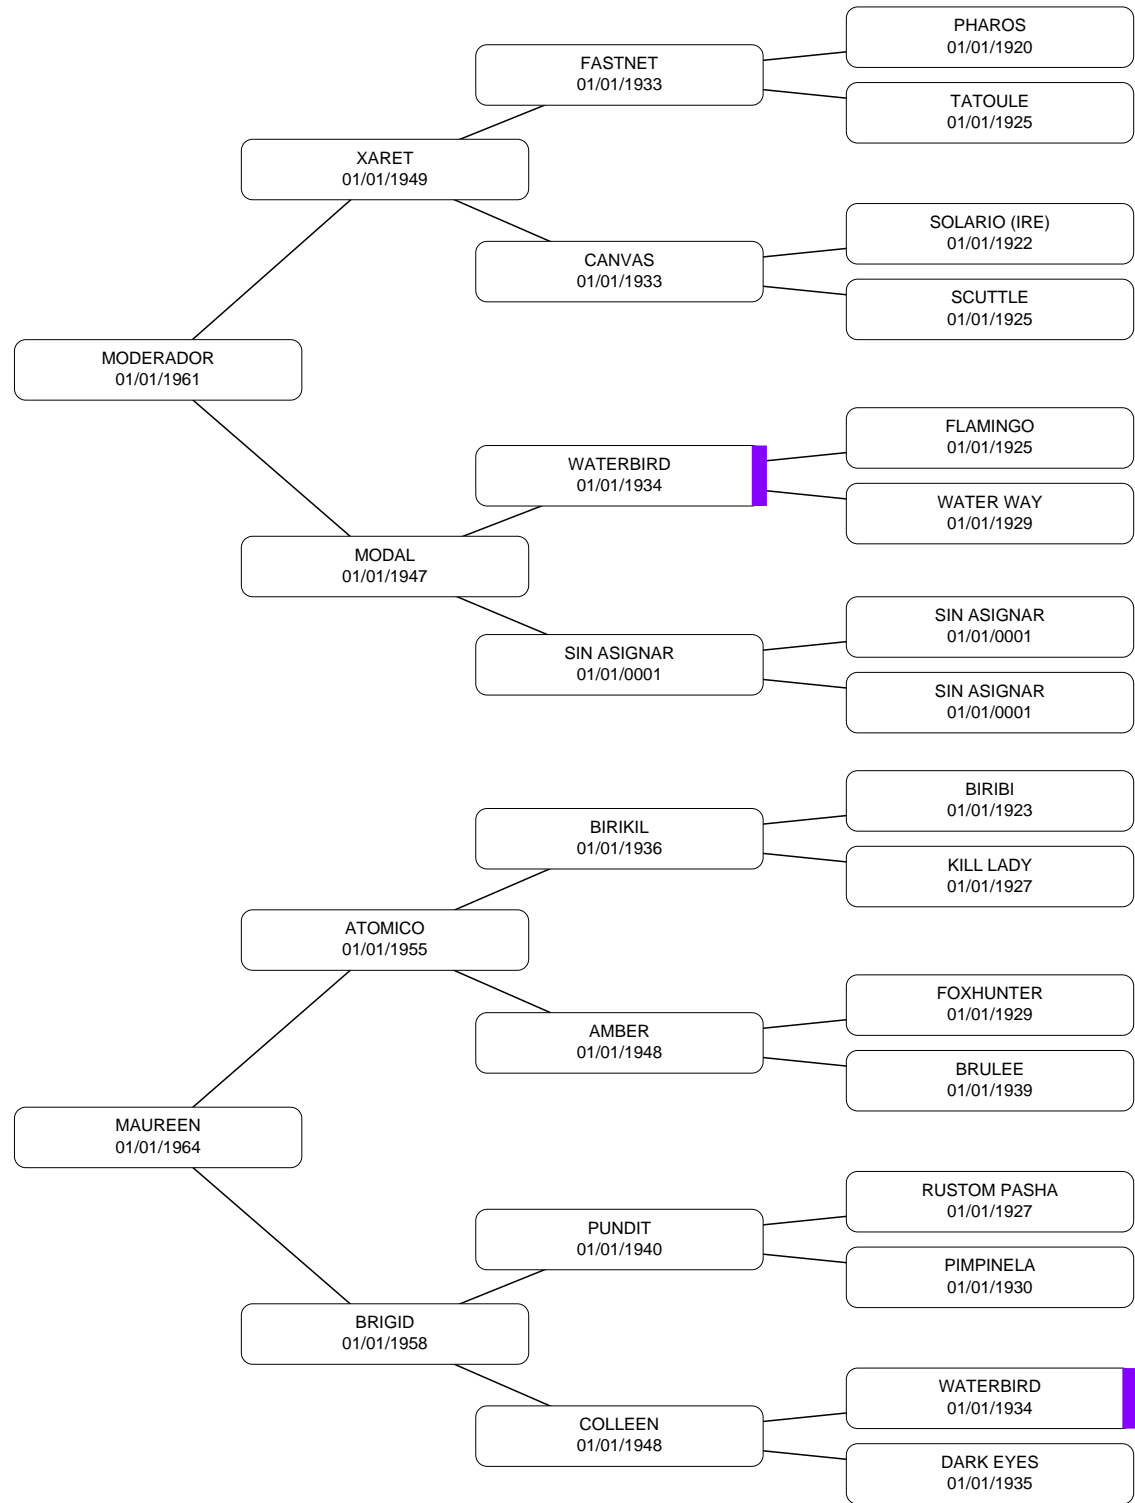 PHAROS
01/01/1920
FASTNET
01/01/1933
TATOULE
01/01/1925
XARET
01/01/1949
SOLARIO (IRE)
01/01/1922
CANVAS
01/01/1933
SCUTTLE
01/01/1925
MODERADOR
01/01/1961
FLAMINGO
01/01/1925
WATERBIRD
01/01/1934
WATER WAY
01/01/1929
MODAL
01/01/1947
SIN ASIGNAR
01/01/0001
SIN ASIGNAR
01/01/0001
SIN ASIGNAR
01/01/0001
BIRIBI
01/01/1923
BIRIKIL
01/01/1936
KILL LADY
01/01/1927
ATOMICO
01/01/1955
FOXHUNTER
01/01/1929
AMBER
01/01/1948
BRULEE
01/01/1939
MAUREEN
01/01/1964
RUSTOM PASHA
01/01/1927
PUNDIT
01/01/1940
PIMPINELA
01/01/1930
BRIGID
01/01/1958
WATERBIRD
01/01/1934
COLLEEN
01/01/1948
DARK EYES
01/01/1935